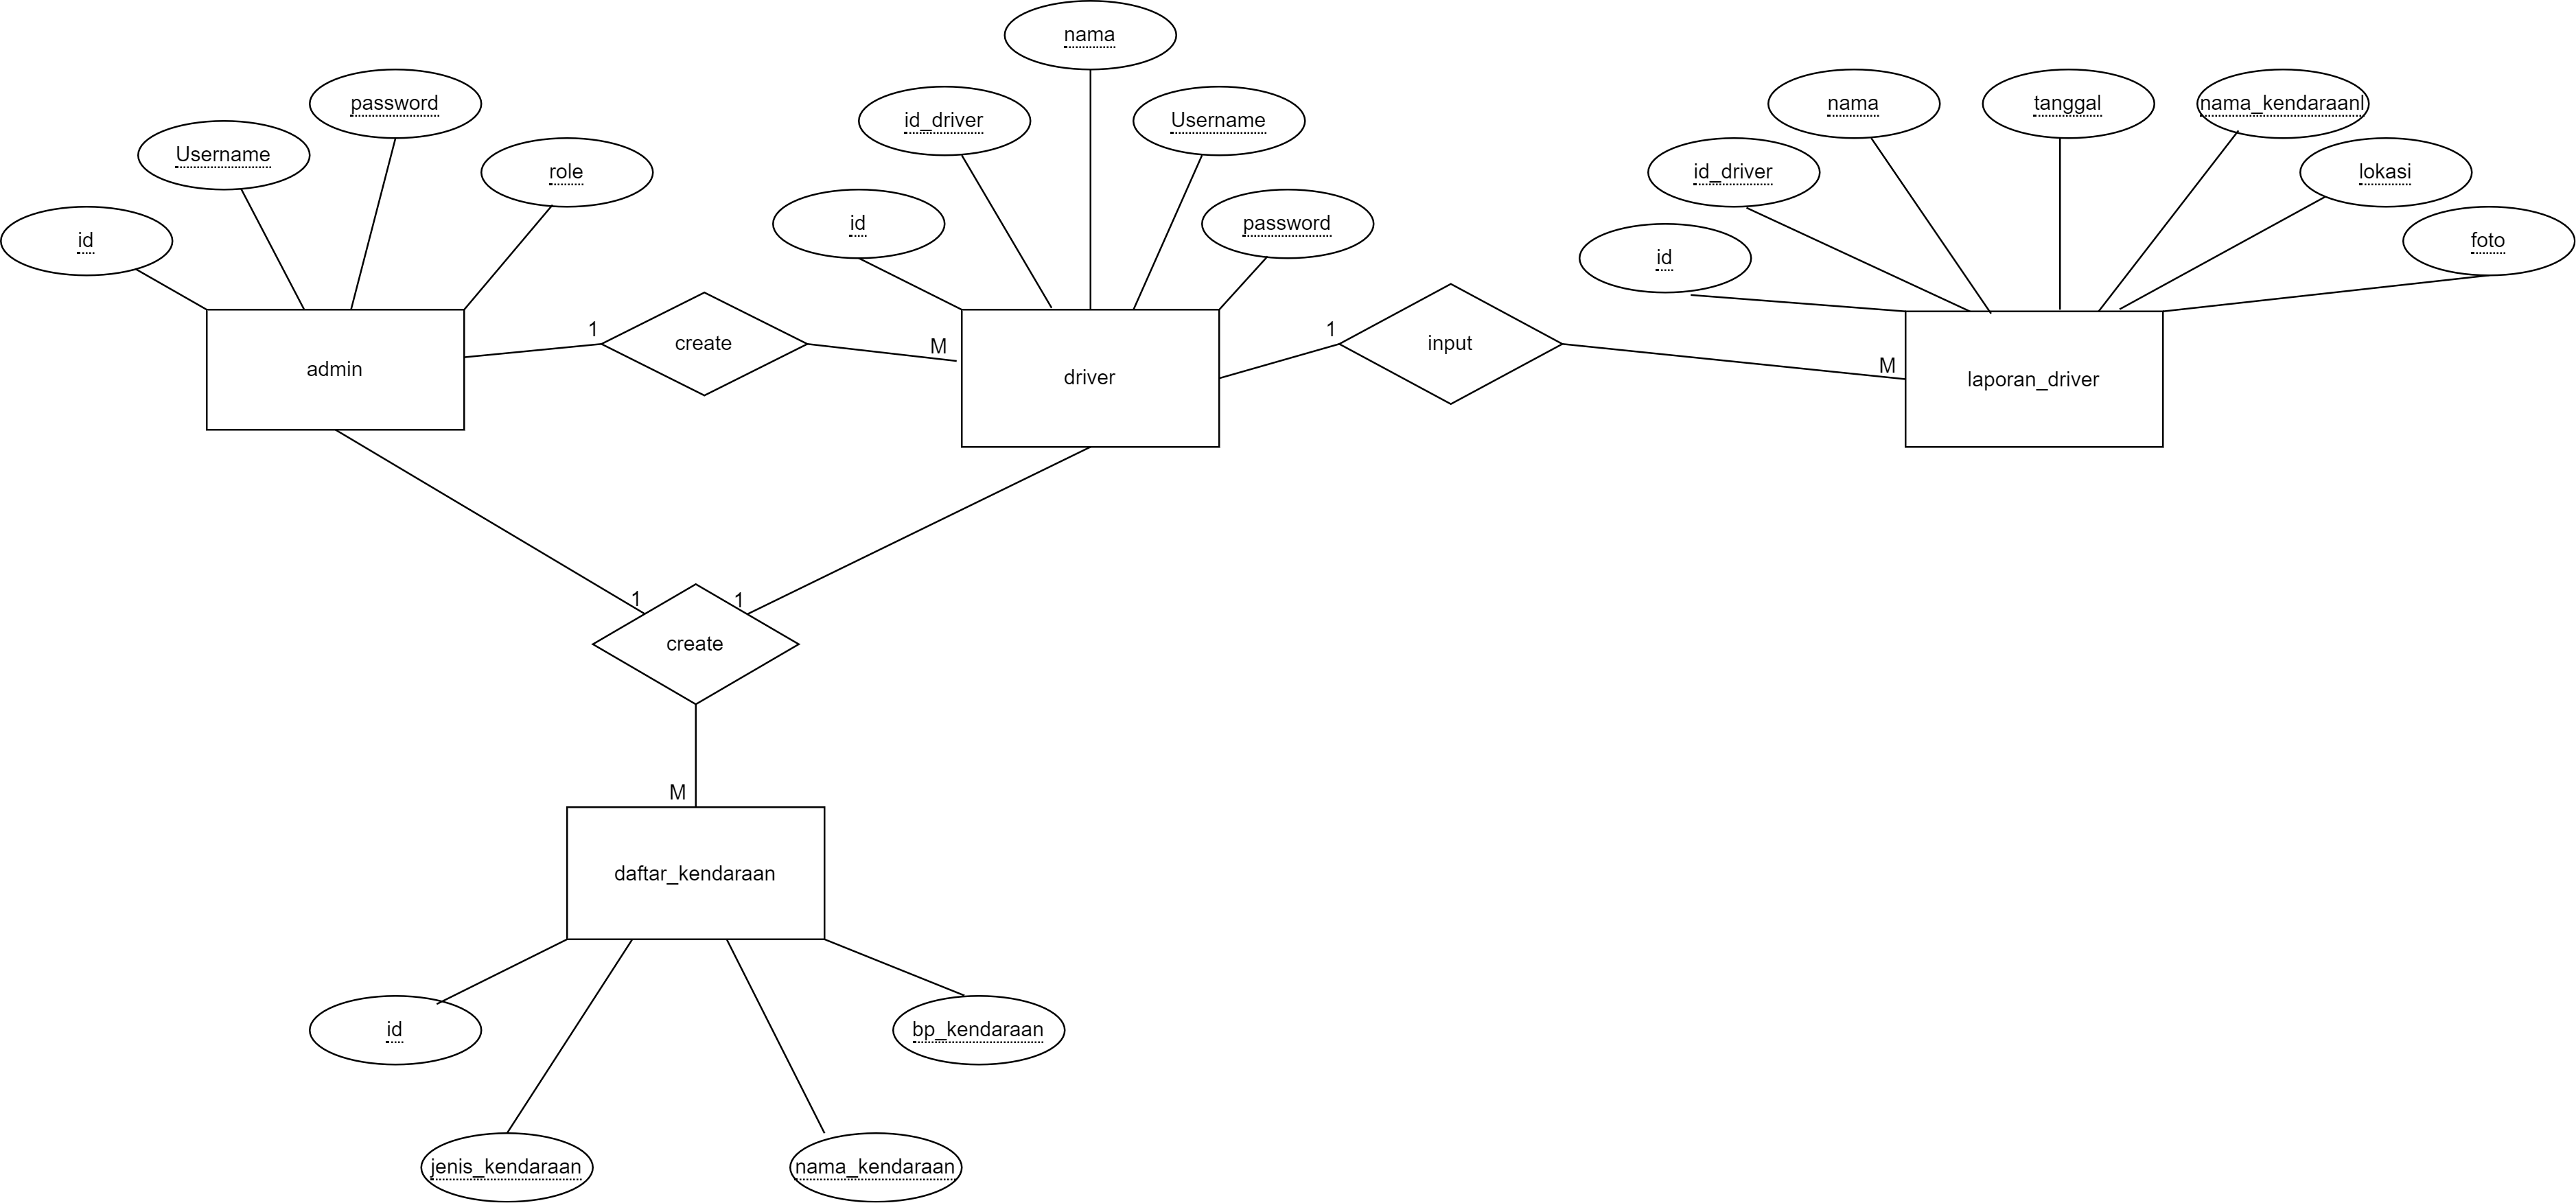 nama
password
id_driver
Username
nama
tanggal
nama_kendaraanl
Username
role
id_driver
lokasi
id
id
password
id
foto
1
create
M
1
input
M
admin
driver
laporan_driver
1
1
create
M
daftar_kendaraan
id
bp_kendaraan
jenis_kendaraan
nama_kendaraan